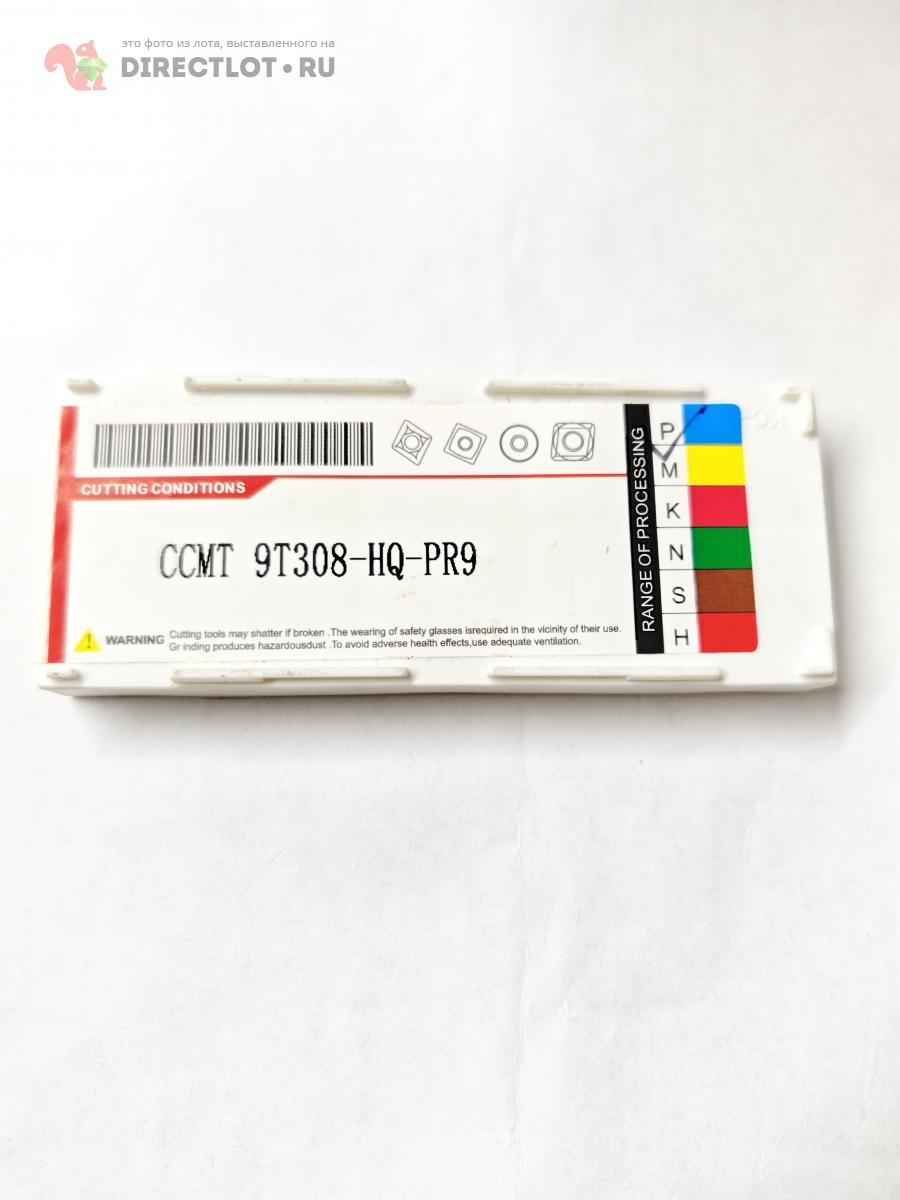 это фото из лота, выставленного на
DIRECTLOT•RU
CUTTING CONDITIONS
CCMT 9T308-HQ-PR9
WARNING
Cutting tools may shatter if broken .The wearing of safety glasses isrequired in the vicinity of their use.
Gr inding produces hazardousdust .To avoid adverse health effects,use adequate ventilation.
RANGE OF PROCESSING
P
M
K
N
S
H